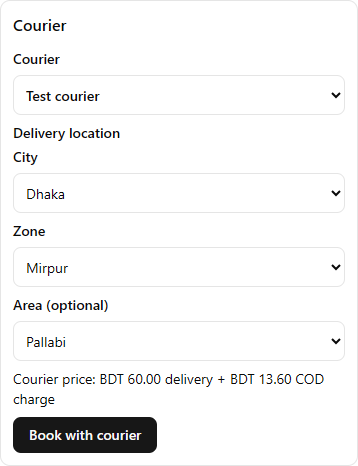 Courier
Courier
Test courier
Delivery location
City
Dhaka
Zone
Mirpur
Area (optional)
Pallabi
Courier price: BDT 60.00 delivery + BDT 13.60 COD
charge
Book with courier